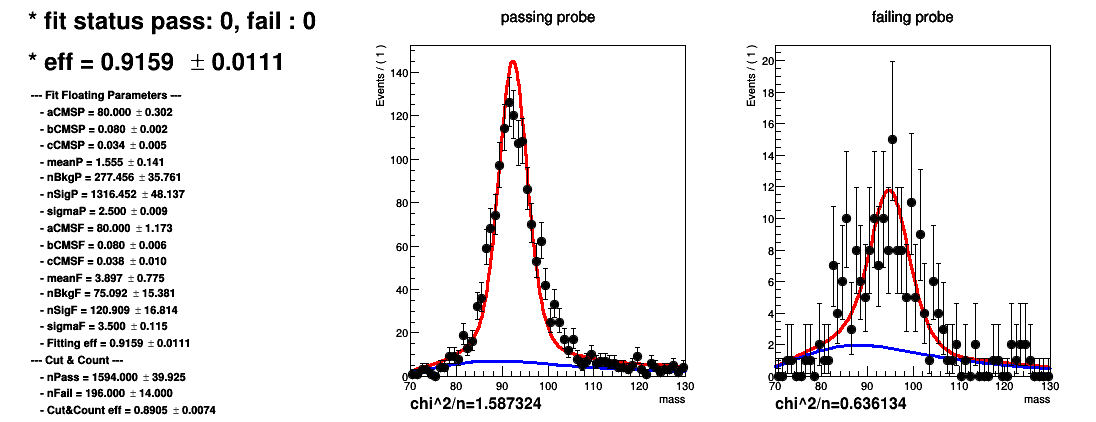 * fit status pass: 0, fail : 0
* eff = 0.9159 ± 0.0111
--- Fit Floating Parameters ---
- aCMSP = 80.000 ± 0.302
- bCMSP = 0.080 ± 0.002
- cCMSP = 0.034 ± 0.005
- meanP = 1.555 ± 0.141
- nBkgP = 277.456 ± 35.761
- nSigP = 1316.452 ± 48.137
- sigmaP = 2.500 ± 0.009
- aCMSF = 80.000 ± 1.173
- bCMSF = 0.080 ± 0.006
- cCMSF = 0.038 ± 0.010
- meanF = 3.897 ± 0.775
- nBkgF = 75.092 ± 15.381
- nSigF = 120.909 ± 16.814
- sigmaF = 3.500 ± 0.115
- Fitting eff = 0.9159 ± 0.0111
--- Cut & Count ---
- nPass = 1594.000 ± 39.925
- nFail = 196.000 ± 14.000
- Cut&Count eff = 0.8905 ± 0.0074
passing probe
Events / ( 1 )
140
120
100
80
60
40
20
0
70 80 90 100 110 120 130
mass
chi^2/n=1.587324
failing probe
Events / ( 1 )
20
18
16
14
12
10
8
6
4
2
0
70 80 90 100 110 120 130
mass
chi^2/n=0.636134